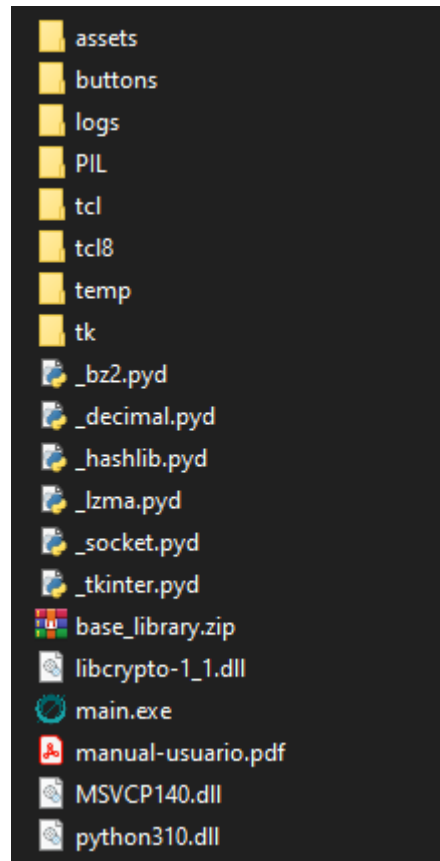 assets
buttons
logs
PIL
tcl
tcl8
temp
tk
_bz2.pyd
_decimal.pyd
_hashlib.pyd
_lzma.pyd
_socket.pyd
_tkinter.pyd
base_library.zip
libcrypto-1_1.dll
main.exe
manual-usuario.pdf
MSVCP140.dll
python310.dll